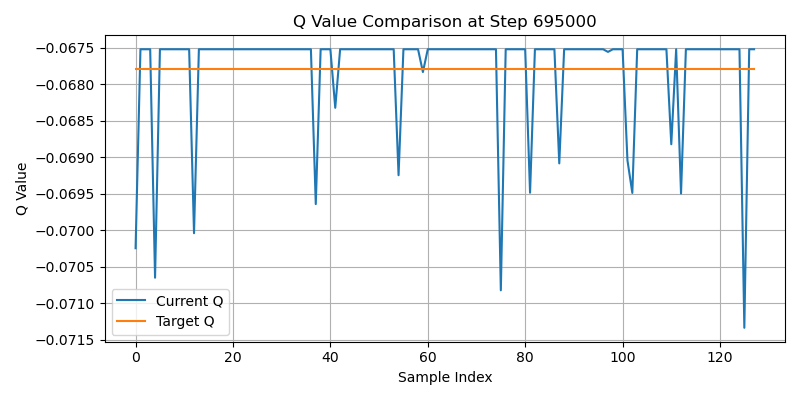 Q Value Comparison at Step 695000
−0.0675
−0.0680
−0.0685
−0.0690
−0.0695
−0.0700
−0.0705
−0.0710
−0.0715
Q Value
Current Q
Target Q
0 20 40 60 80 100 120
Sample Index